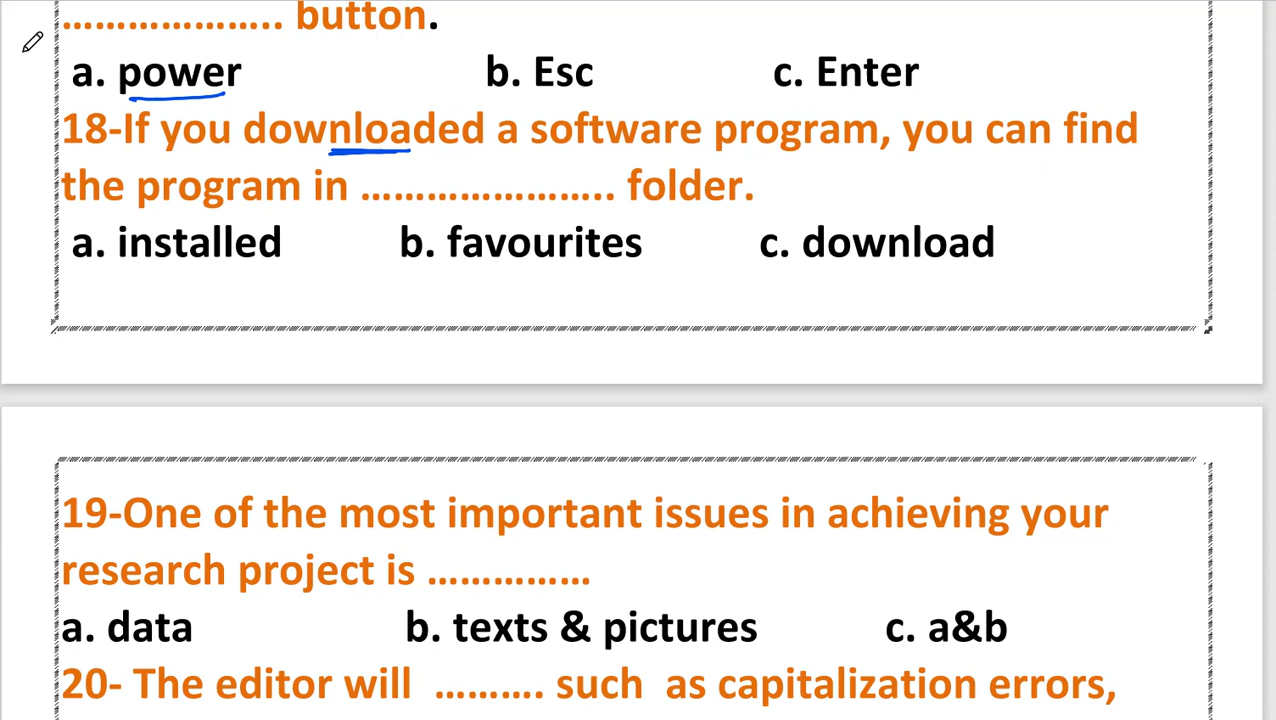 ………………….. button.
a. power b. Esc c. Enter
18-If you downloaded a software program, you can find
the program in ………………….. folder.
a. installed b. favourites c. download
19-One of the most important issues in achieving your
research project is ……………
a. data b. texts & pictures c. a&b
20- The editor will ………. such as capitalization errors,